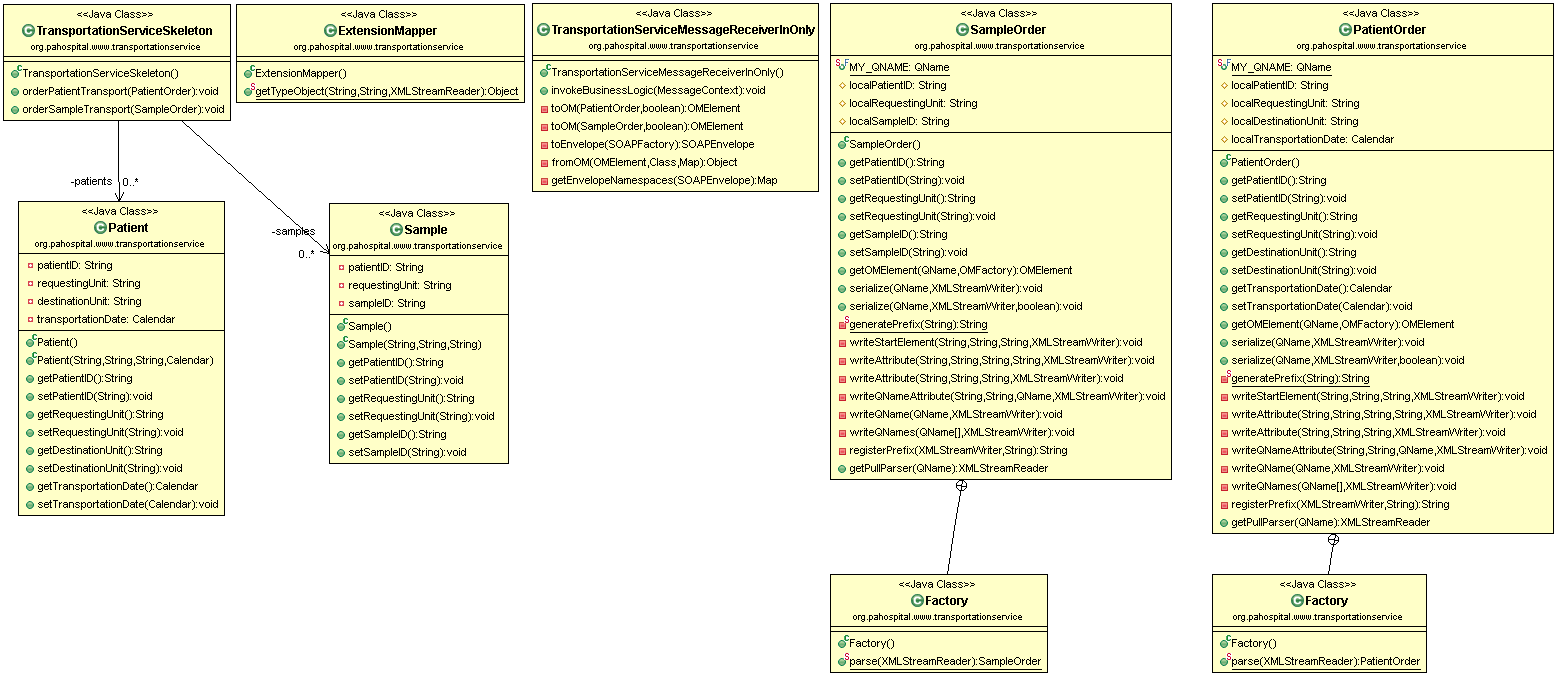 <<Java Class>>
TransportationServiceSkeleton
org.pahospital.www.transportationservice
TransportationServiceSkeleton()
orderPatientTransport(PatientOrder):void
orderSampleTransport(SampleOrder):void
<<Java Class>>
ExtensionMapper
org.pahospital.www.transportationservice
ExtensionMapper()
getTypeObject(String,String,XMLStreamReader):Object
<<Java Class>>
TransportationServiceMessageReceiverInOnly
org.pahospital.www.transportationservice
TransportationServiceMessageReceiverInOnly()
invokeBusinessLogic(MessageContext):void
toOM(PatientOrder,boolean):OMElement
toOM(SampleOrder,boolean):OMElement
toEnvelope(SOAPFactory):SOAPEnvelope
fromOM(OMElement,Class,Map):Object
getEnvelopeNamespaces(SOAPEnvelope):Map
<<Java Class>>
SampleOrder
org.pahospital.www.transportationservice
MY_QNAME: QName
localPatientID: String
localRequestingUnit: String
localSampleID: String
SampleOrder()
getPatientID():String
setPatientID(String):void
getRequestingUnit():String
setRequestingUnit(String):void
getSampleID():String
setSampleID(String):void
getOMElement(QName,OMFactory):OMElement
serialize(QName,XMLStreamWriter):void
serialize(QName,XMLStreamWriter,boolean):void
generatePrefix(String):String
writeStartElement(String,String,String,XMLStreamWriter):void
writeAttribute(String,String,String,String,XMLStreamWriter):void
writeAttribute(String,String,String,XMLStreamWriter):void
writeQNameAttribute(String,String,QName,XMLStreamWriter):void
writeQName(QName,XMLStreamWriter):void
writeQNames(QName[],XMLStreamWriter):void
registerPrefix(XMLStreamWriter,String):String
getPullParser(QName):XMLStreamReader
<<Java Class>>
PatientOrder
org.pahospital.www.transportationservice
MY_QNAME: QName
localPatientID: String
localRequestingUnit: String
localDestinationUnit: String
localTransportationDate: Calendar
PatientOrder()
getPatientID():String
setPatientID(String):void
getRequestingUnit():String
setRequestingUnit(String):void
getDestinationUnit():String
setDestinationUnit(String):void
getTransportationDate():Calendar
setTransportationDate(Calendar):void
getOMElement(QName,OMFactory):OMElement
serialize(QName,XMLStreamWriter):void
serialize(QName,XMLStreamWriter,boolean):void
generatePrefix(String):String
writeStartElement(String,String,String,XMLStreamWriter):void
writeAttribute(String,String,String,String,XMLStreamWriter):void
writeAttribute(String,String,String,XMLStreamWriter):void
writeQNameAttribute(String,String,QName,XMLStreamWriter):void
writeQName(QName,XMLStreamWriter):void
writeQNames(QName[],XMLStreamWriter):void
registerPrefix(XMLStreamWriter,String):String
getPullParser(QName):XMLStreamReader
-patients 0..*
-samples
0..*
<<Java Class>>
Patient
org.pahospital.www.transportationservice
patientID: String
requestingUnit: String
destinationUnit: String
transportationDate: Calendar
Patient()
Patient(String,String,String,Calendar)
getPatientID():String
setPatientID(String):void
getRequestingUnit():String
setRequestingUnit(String):void
getDestinationUnit():String
setDestinationUnit(String):void
getTransportationDate():Calendar
setTransportationDate(Calendar):void
<<Java Class>>
Sample
org.pahospital.www.transportationservice
patientID: String
requestingUnit: String
sampleID: String
Sample()
Sample(String,String,String)
getPatientID():String
setPatientID(String):void
getRequestingUnit():String
setRequestingUnit(String):void
getSampleID():String
setSampleID(String):void
<<Java Class>>
Factory
org.pahospital.www.transportationservice
Factory()
parse(XMLStreamReader):SampleOrder
<<Java Class>>
Factory
org.pahospital.www.transportationservice
Factory()
parse(XMLStreamReader):PatientOrder